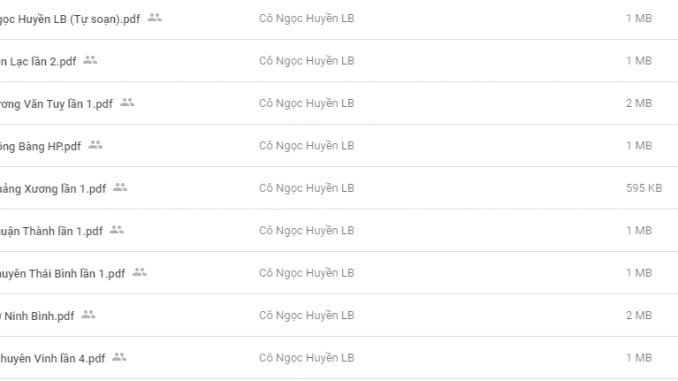 gọc Huyền LB (Tự soạn).pdf Cô Ngọc Huyền LB 1 MB
ên Lạc lần 2.pdf Cô Ngọc Huyền LB 1 MB
ương Văn Tuỵ lần 1.pdf Cô Ngọc Huyền LB 2 MB
ồng Bàng HP.pdf Cô Ngọc Huyền LB 1 MB
uảng Xương lần 1.pdf Cô Ngọc Huyền LB 595 KB
huận Thành lần 1.pdf Cô Ngọc Huyền LB 1 MB
huyên Thái Bình lần 1.pdf Cô Ngọc Huyền LB 1 MB
ở Ninh Bình.pdf Cô Ngọc Huyền LB 2 MB
huyên Vinh lần 4.pdf Cô Ngọc Huyền LB 1 MB